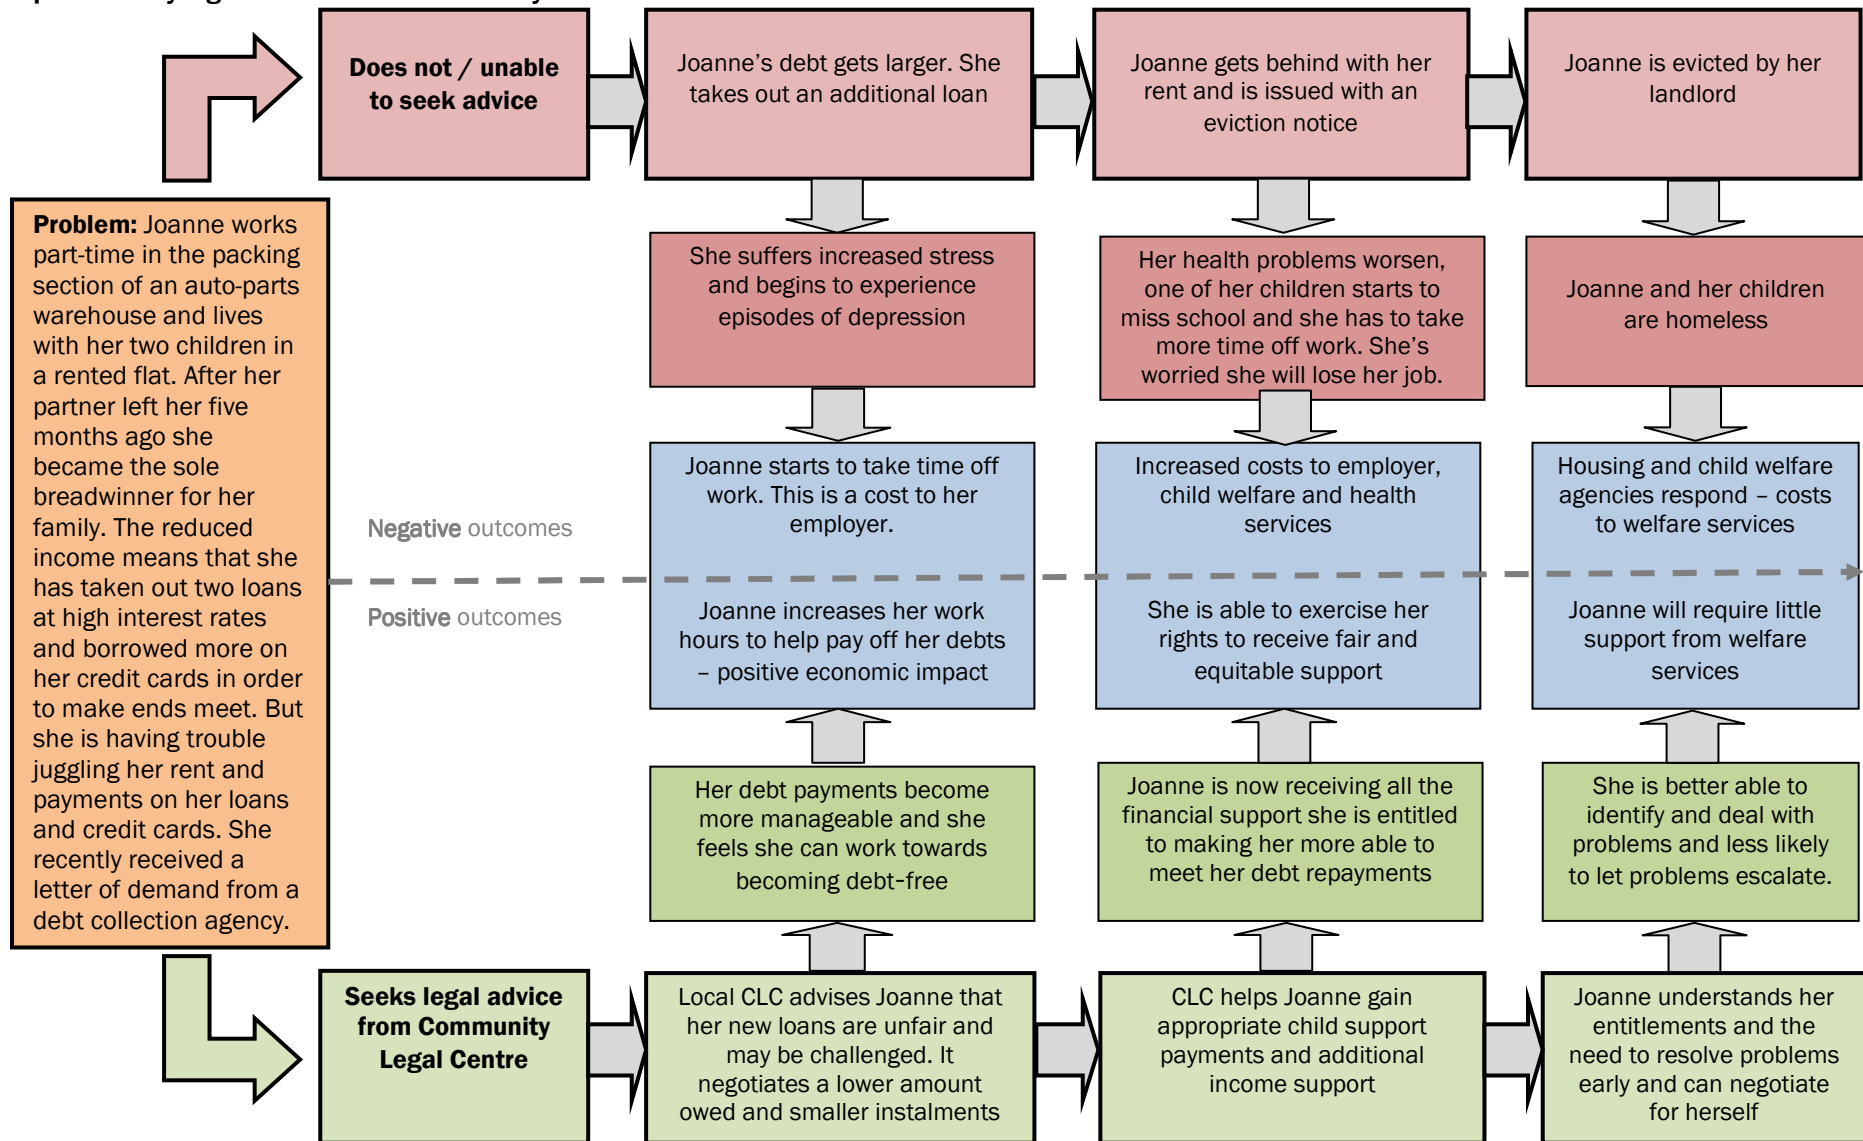 Does not / unable
to seek advice
Joanne’s debt gets larger. She
takes out an additional loan
Joanne gets behind with her
rent and is issued with an
eviction notice
Joanne is evicted by her
landlord
Problem: Joanne works
part-time in the packing
section of an auto-parts
warehouse and lives
with her two children in
a rented flat. After her
partner left her five
months ago she
became the sole
breadwinner for her
family. The reduced
income means that she
has taken out two loans
at high interest rates
and borrowed more on
her credit cards in order
to make ends meet. But
she is having trouble
juggling her rent and
payments on her loans
and credit cards. She
recently received a
letter of demand from a
debt collection agency.
She suffers increased stress
and begins to experience
episodes of depression
Her health problems worsen,
one of her children starts to
miss school and she has to take
more time off work. She’s
worried she will lose her job.
Joanne and her children
are homeless
Joanne starts to take time off
work. This is a cost to her
employer.
Increased costs to employer,
child welfare and health
services
Housing and child welfare
agencies respond – costs
to welfare services
Negative outcomes
Positive outcomes
Joanne increases her work
hours to help pay off her debts
– positive economic impact
She is able to exercise her
rights to receive fair and
equitable support
Joanne will require little
support from welfare
services
Her debt payments become
more manageable and she
feels she can work towards
becoming debt-free
Joanne is now receiving all the
financial support she is entitled
to making her more able to
meet her debt repayments
She is better able to
identify and deal with
problems and less likely
to let problems escalate.
Seeks legal advice
from Community
Legal Centre
Local CLC advises Joanne that
her new loans are unfair and
may be challenged. It
negotiates a lower amount
owed and smaller instalments
CLC helps Joanne gain
appropriate child support
payments and additional
income support
Joanne understands her
entitlements and the
need to resolve problems
early and can negotiate
for herself